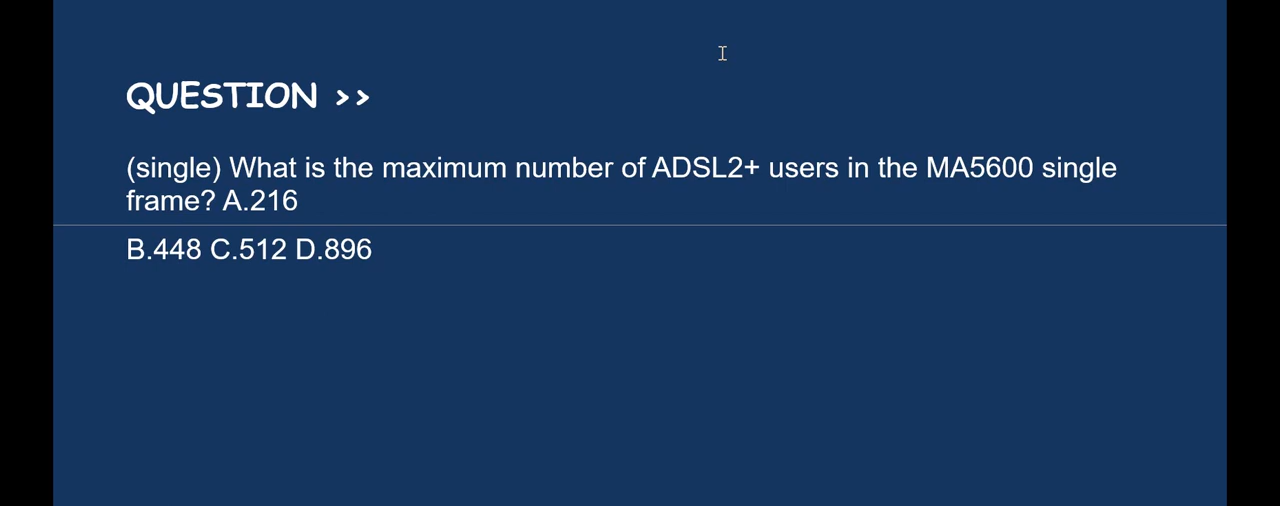 QUESTION >>
(single) What is the maximum number of ADSL2+ users in the MA5600 single
frame? A.216
B.448 C.512 D.896